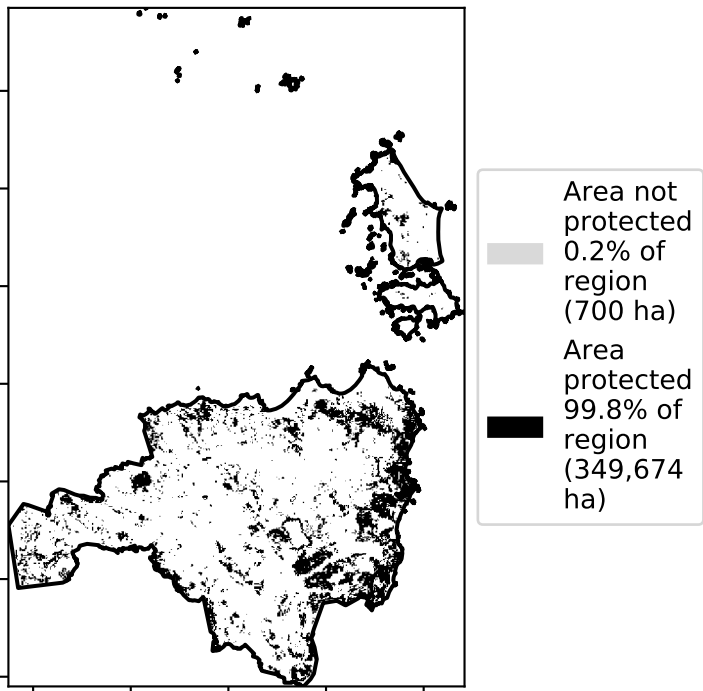 Area not
protected
0.2% of
region
(700 ha)
Area
protected
99.8% of
region
(349,674
ha)